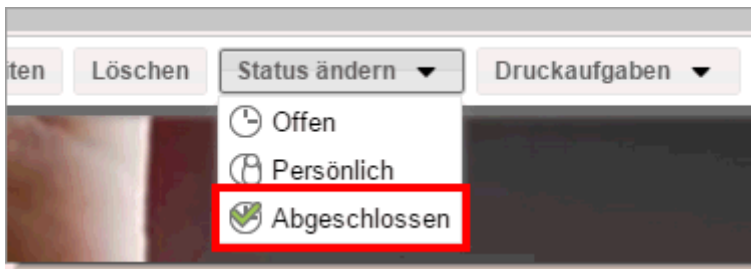 Löschen Status ändern Druckaufgaben
Offen
Persönlich
Abgeschlossen